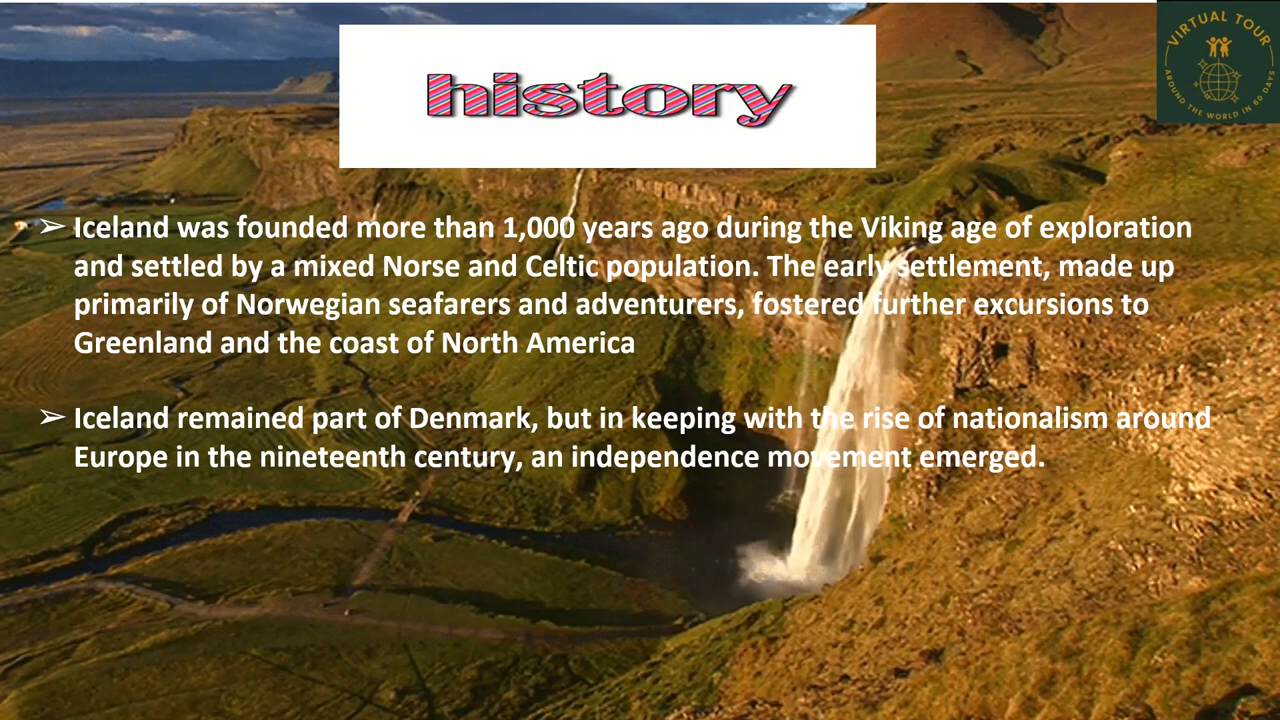 history
VIRTUAL TOUR
AROUND THE WORLD IN 60 DAYS
➢ Iceland was founded more than 1,000 years ago during the Viking age of exploration
and settled by a mixed Norse and Celtic population. The early settlement, made up
primarily of Norwegian seafarers and adventurers, fostered further excursions to
Greenland and the coast of North America
➢ Iceland remained part of Denmark, but in keeping with the rise of nationalism around
Europe in the nineteenth century, an independence movement emerged.